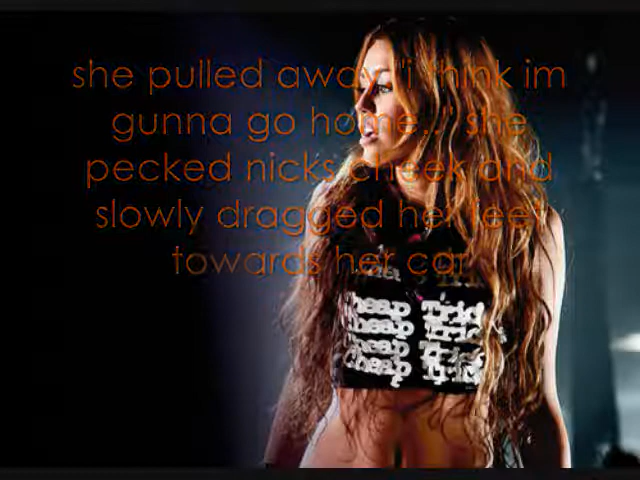 she pulled away "i think im
gunna go home.." she
pecked nicks cheek and
slowly dragged her feet
towards her car
Cheap Trick
Cheap Trick
Cheap Trick
Cheap Trick